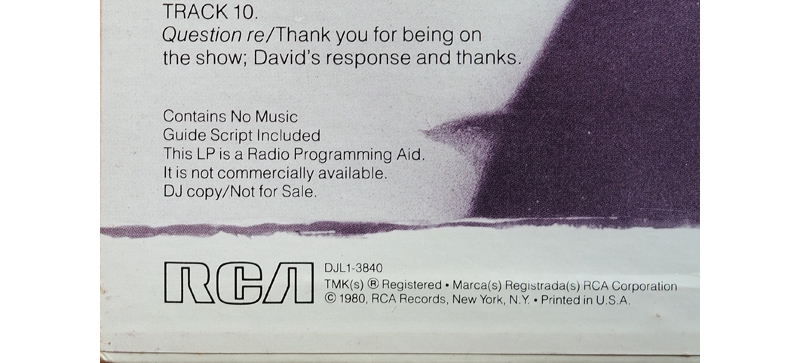 TRACK 10.
Question re/Thank you for being on
the show; David's response and thanks.
Contains No Music
Guide Script Included
This LP is a Radio Programming Aid.
It is not commercially available.
DJ copy/Not for Sale.
RCA
DJL1-3840
TMK(s) ® Registered • Marca(s) Registrada(s) RCA Corporation
© 1980, RCA Records, New York, N.Y. • Printed in U.S.A.